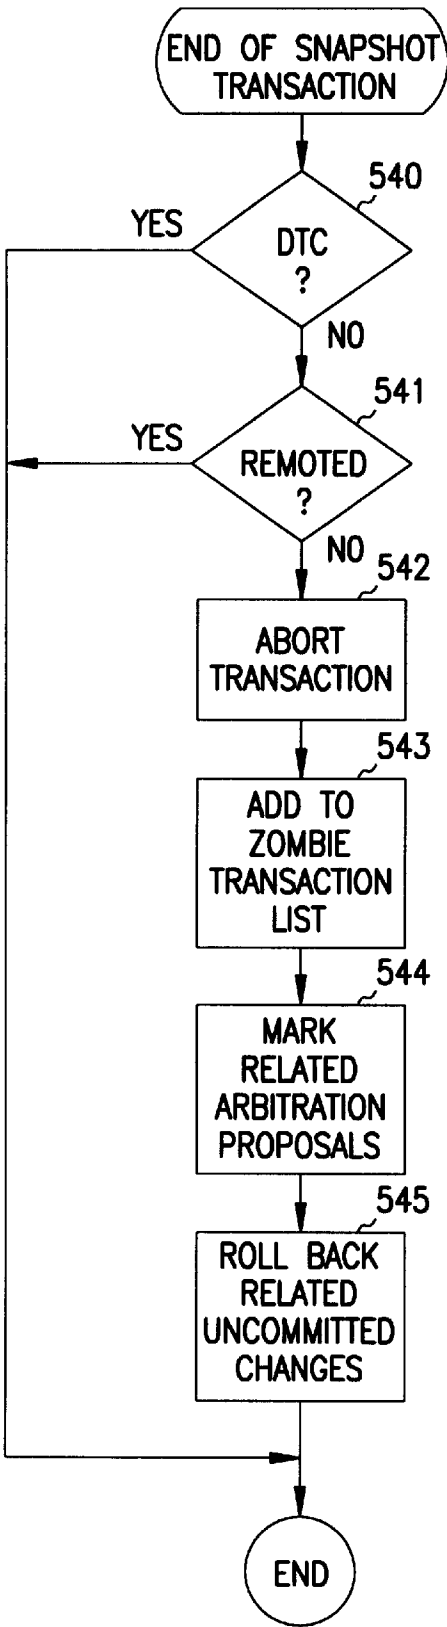 END OF SNAPSHOT
TRANSACTION
540
YES
DTC
?
NO
541
YES
REMOTED
?
NO
542
ABORT
TRANSACTION
543
ADD TO
ZOMBIE
TRANSACTION
LIST
544
MARK
RELATED
ARBITRATION
PROPOSALS
545
ROLL BACK
RELATED
UNCOMMITTED
CHANGES
END